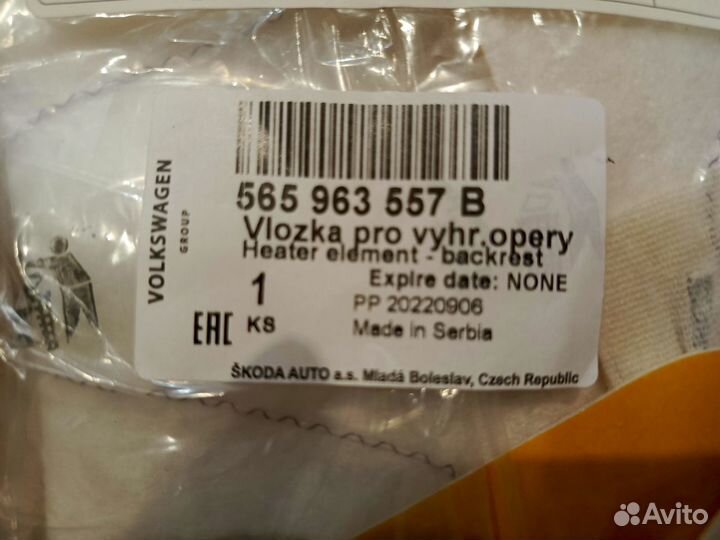 VOLKSWAGEN
GROUP
565 963 557 B
Vlozka pro vyhr.opery
Heater element - backrest
1
KS
Expire date: NONE
PP 20220906
Made in Serbia
EAC
ŠKODA AUTO a.s. Mladá Boleslav, Czech Republic
Avito